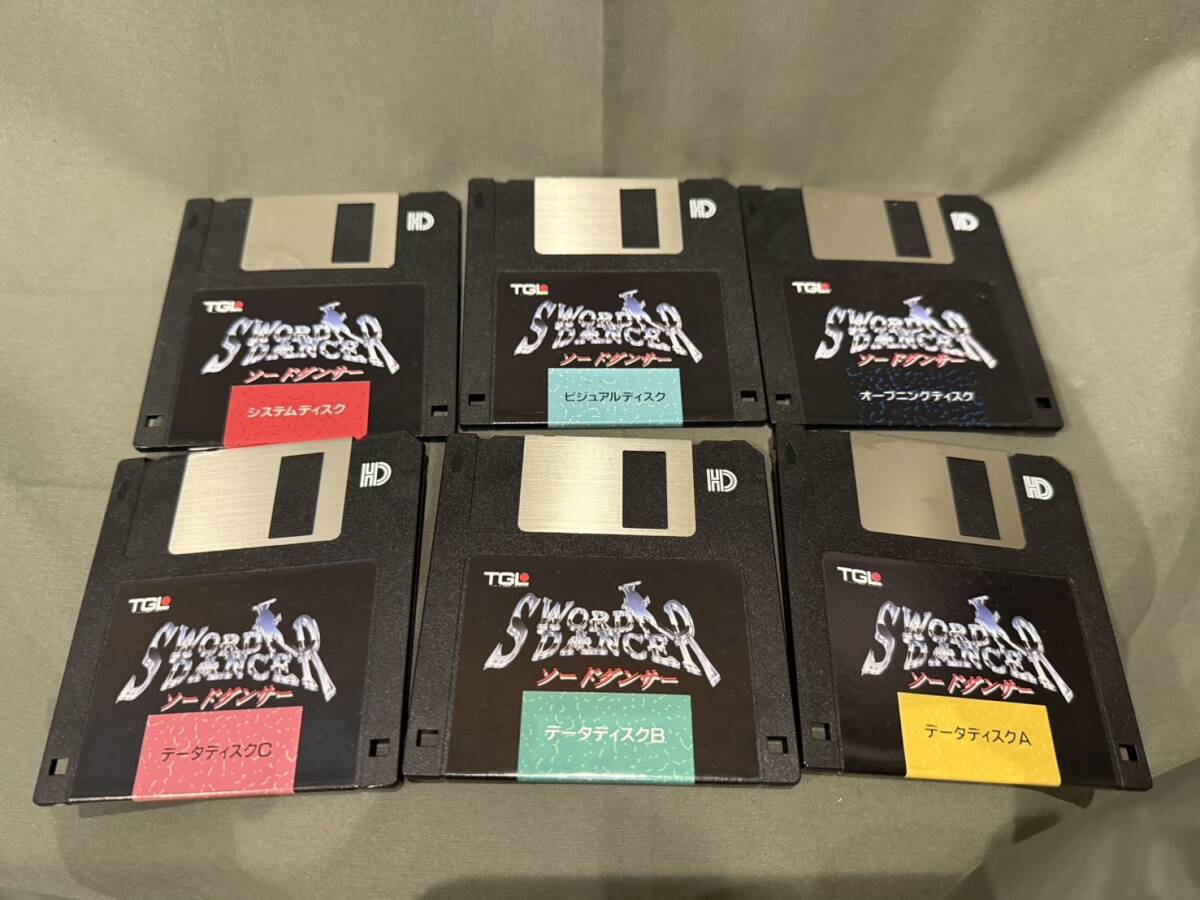 HD
TGL
SWORD DANCER
ソードダンサー
システムディスク
HD
TGL
SWORD DANCER
ソードダンサー
ビジュアルディスク
HD
TGL
SWORD DANCER
ソードダンサー
オープニングディスク
HD
TGL
SWORD DANCER
ソードダンサー
データディスクC
HD
TGL
SWORD DANCER
ソードダンサー
データディスクB
HD
TGL
SWORD DANCER
ソードダンサー
データディスクA